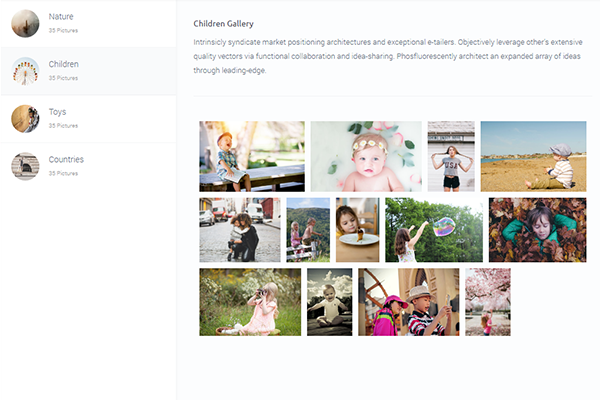 Nature
35 Pictures
Children
35 Pictures
Toys
35 Pictures
Countries
35 Pictures
Children Gallery
Intrinsicly syndicate market positioning architectures and exceptional e-tailers. Objectively leverage other's extensive
quality vectors via functional collaboration and idea-sharing. Phosfluorescently architect an expanded array of ideas
through leading-edge.
USA